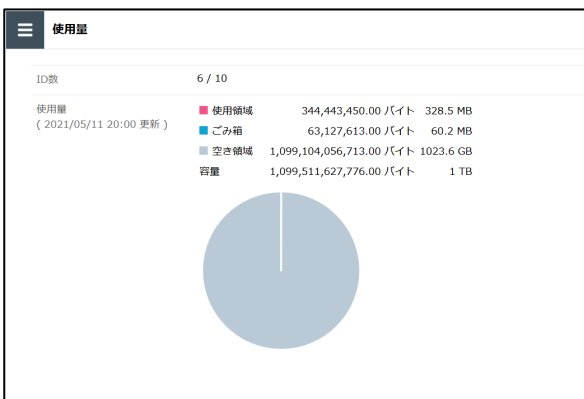 使用量
ID数 6 / 10
使用量
( 2021/05/11 20:00 更新 )
使用領域 344,443,450.00 バイト 328.5 MB
ごみ箱 63,127,613.00 バイト 60.2 MB
空き領域 1,099,104,056,713.00 バイト 1023.6 GB
容量 1,099,511,627,776.00 バイト 1 TB